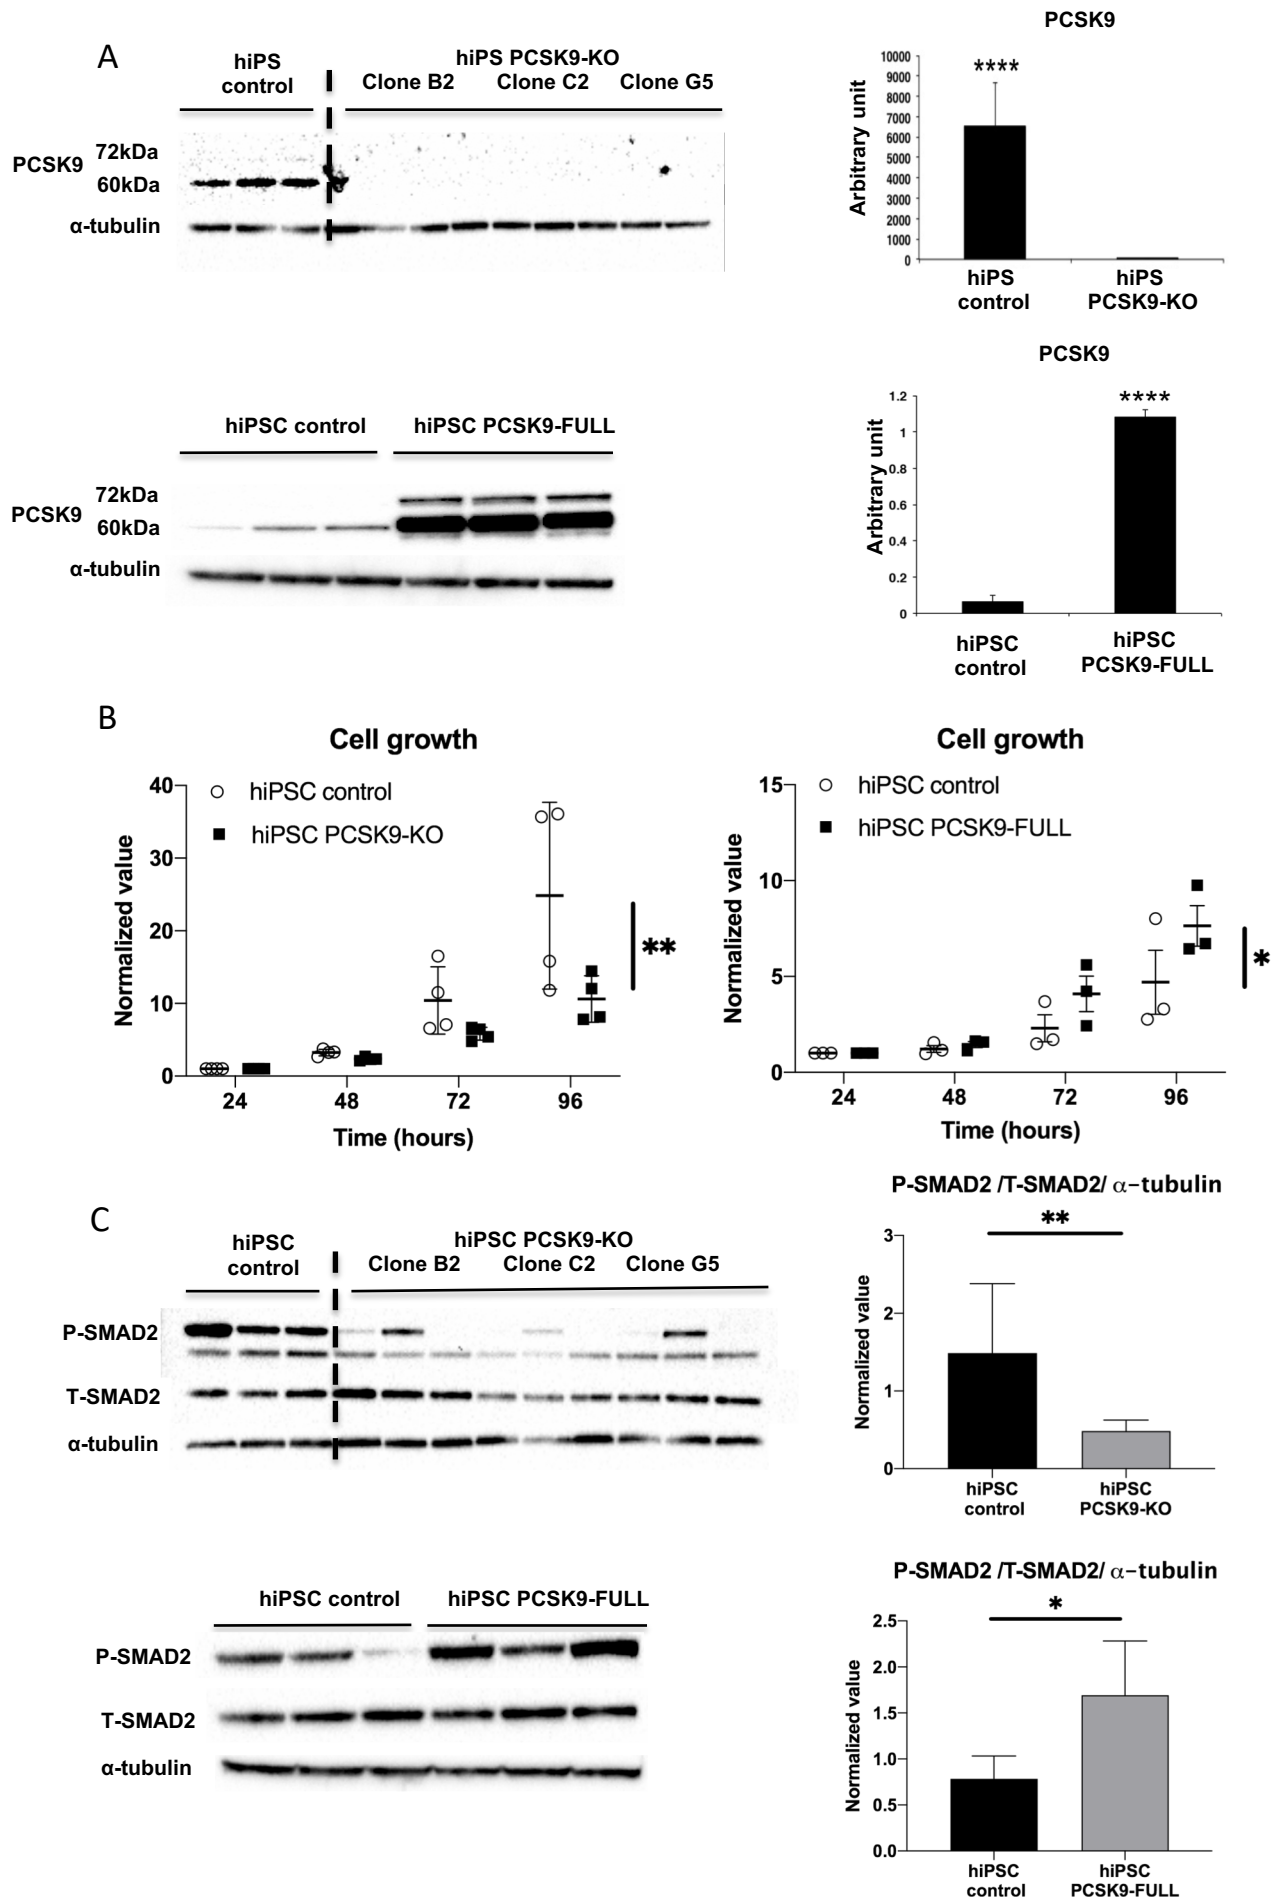 A
hiPS
control
hiPS PCSK9-KO
Clone B2 Clone C2 Clone G5
PCSK9
72kDa
60kDa
α-tubulin
PCSK9
Arbitrary unit
10000
9000
8000
7000
6000
5000
4000
3000
2000
1000
0
****
hiPS
control
hiPS
PCSK9-KO
hiPSC control hiPSC PCSK9-FULL
PCSK9
72kDa
60kDa
α-tubulin
PCSK9
Arbitrary unit
1.2
1
0.8
0.6
0.4
0.2
0
****
hiPSC
control
hiPSC
PCSK9-FULL
B
Cell growth
Normalized value
40
30
20
10
0
hiPSC control
hiPSC PCSK9-KO
**
24 48 72 96
Time (hours)
Cell growth
Normalized value
15
10
5
0
hiPSC control
hiPSC PCSK9-FULL
*
24 48 72 96
Time (hours)
C
hiPSC
control
hiPSC PCSK9-KO
Clone B2 Clone C2 Clone G5
P-SMAD2
T-SMAD2
α-tubulin
P-SMAD2 /T-SMAD2/ α-tubulin
Normalized value
3
2
1
0
**
hiPSC
control
hiPSC
PCSK9-KO
hiPSC control hiPSC PCSK9-FULL
P-SMAD2
T-SMAD2
α-tubulin
P-SMAD2 /T-SMAD2/ α-tubulin
Normalized value
2.5
2.0
1.5
1.0
0.5
0.0
*
hiPSC
control
hiPSC
PCSK9-FULL